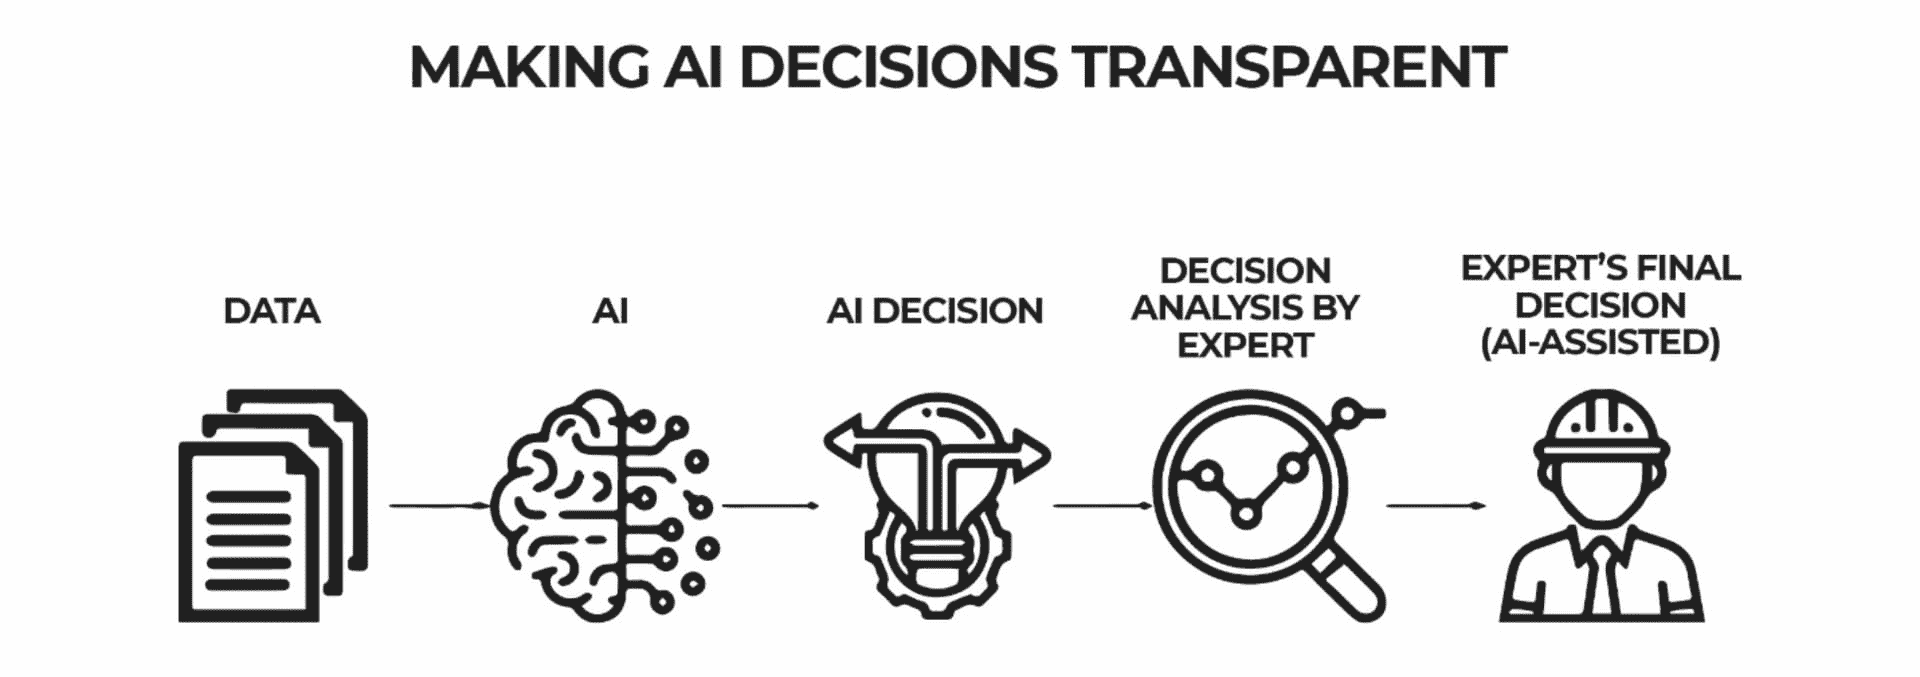 MAKING AI DECISIONS TRANSPARENT
DATA
AI
AI DECISION
DECISION
ANALYSIS BY
EXPERT
EXPERT’S FINAL
DECISION
(AI-ASSISTED)